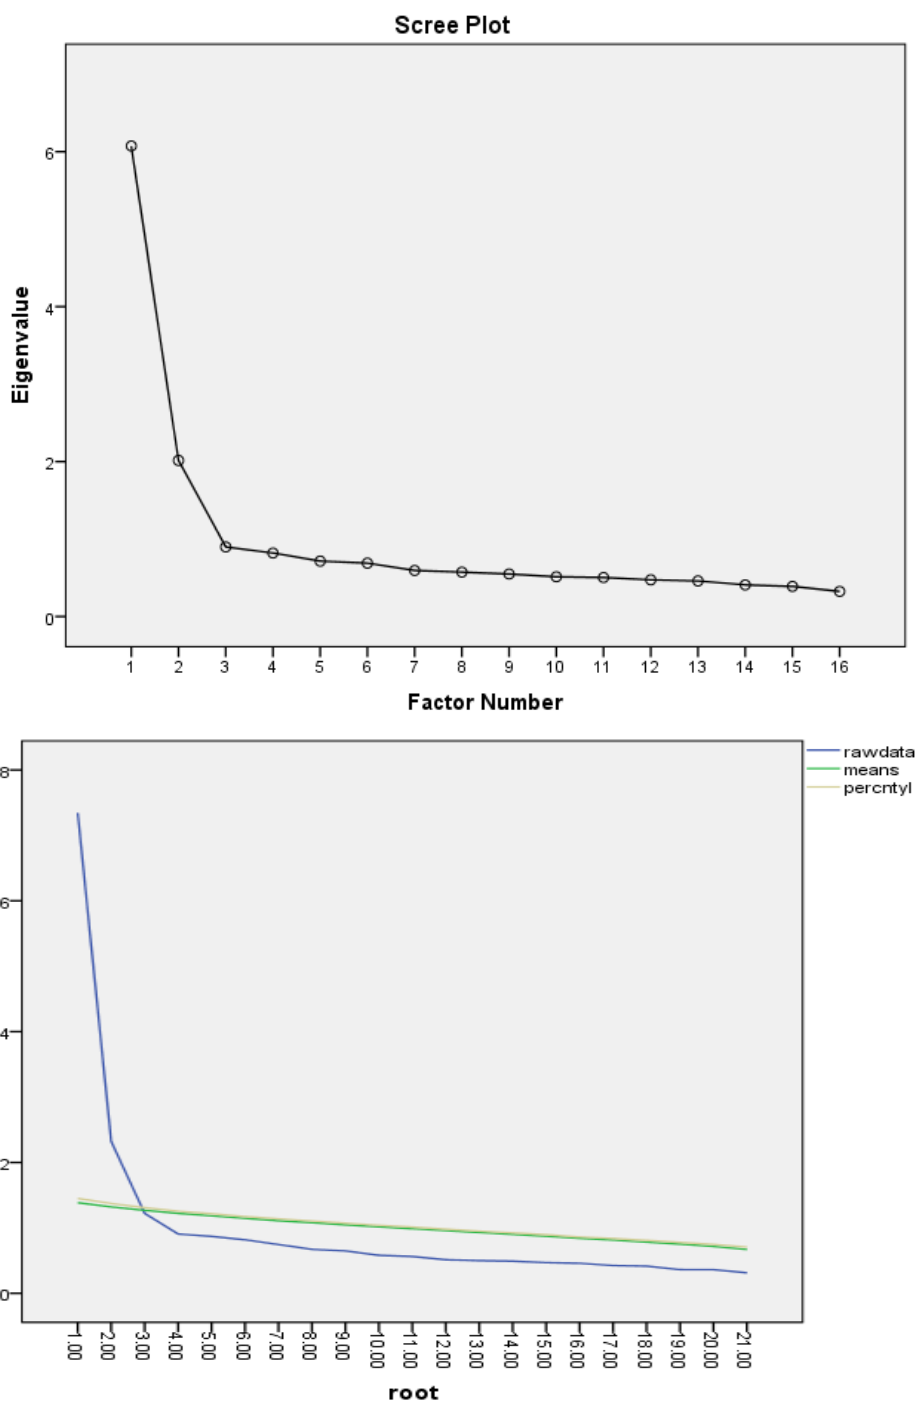 Scree Plot
Eigenvalue
6
4
2
0
1 2 3 4 5 6 7 8 9 10 11 12 13 14 15 16
Factor Number
rawdata
means
percntyl
8
6
4
2
0
1.00 2.00 3.00 4.00 5.00 6.00 7.00 8.00 9.00 10.00 11.00 12.00 13.00 14.00 15.00 16.00 17.00 18.00 19.00 20.00 21.00
root